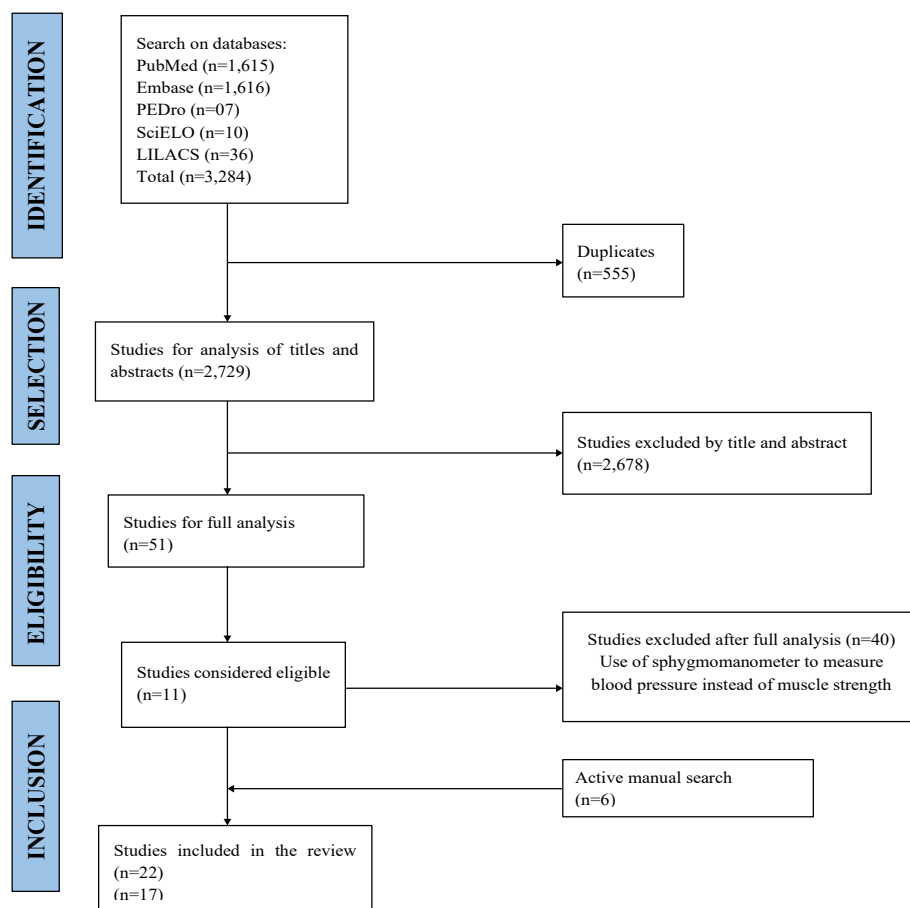 IDENTIFICATION
Search on databases:
PubMed (n=1,615)
Embase (n=1,616)
PEDro (n=07)
SciELO (n=10)
LILACS (n=36)
Total (n=3,284)
Duplicates
(n=555)
SELECTION
Studies for analysis of titles and
abstracts (n=2,729)
Studies excluded by title and abstract
(n=2,678)
ELIGIBILITY
Studies for full analysis
(n=51)
Studies considered eligible
(n=11)
Studies excluded after full analysis (n=40)
Use of sphygmomanometer to measure
blood pressure instead of muscle strength
INCLUSION
Active manual search
(n=6)
Studies included in the review
(n=22)
(n=17)